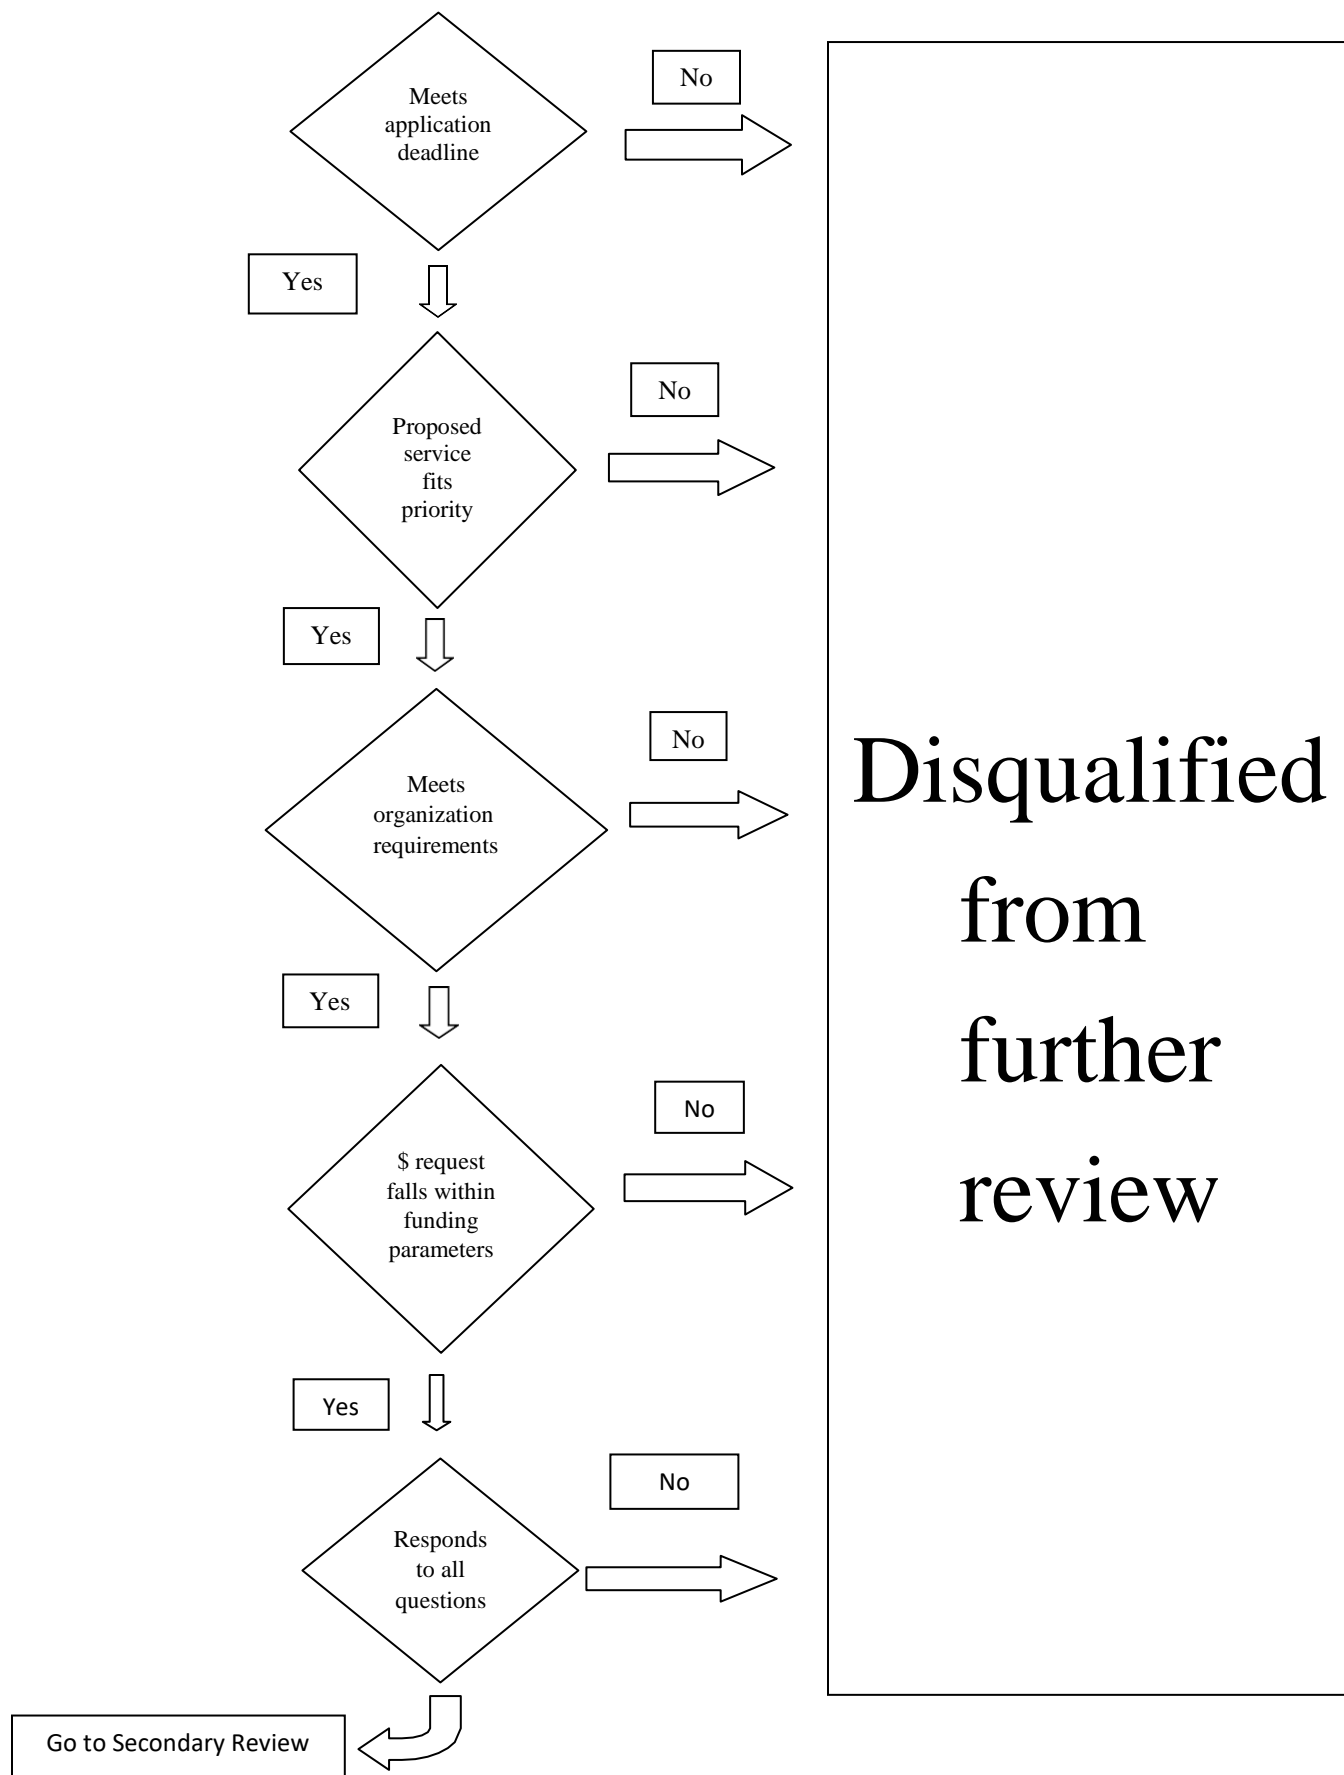 Meets
application
deadline
No
Yes
Proposed
service
fits
priority
No
Yes
Meets
organization
requirements
No
Yes
$ request
falls within
funding
parameters
No
Yes
Responds
to all
questions
No
Go to Secondary Review
Disqualified
from
further
review